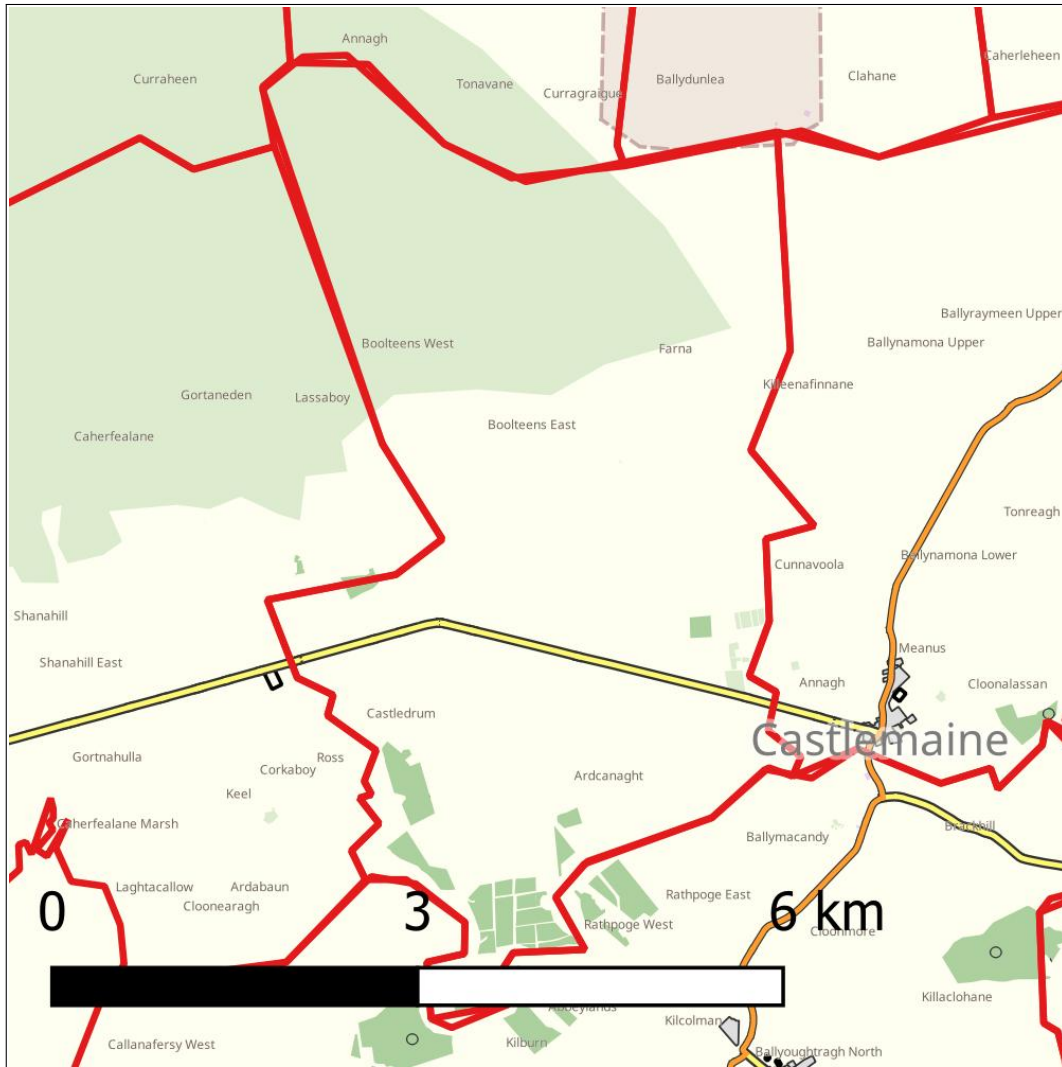 Annagh
Caherleheen
Curraheen
Tonavane
Ballydunlea
Clahane
Curragraigue
Ballyraymeen Upper
Boolteens West
Farna
Ballynamona Upper
Killeenafinnane
Gortaneden
Lassaboy
Boolteens East
Caherfealane
Tonreagh
Ballynamona Lower
Cunnavoola
Shanahill
Meanus
Shanahill East
Annagh
Cloonalassan
Castledrum
Castlemaine
Gortnahulla
Ross
Corkaboy
Ardcanaght
Keel
Caherfealane Marsh
Brackhill
Ballymacandy
Laghtacallow
Ardabaun
Rathpoge East
Cloonearagh
0
3
6 km
Rathpoge West
Cloonmore
Killaclohane
Abbeylands
Kilcolman
Callanafersy West
Kilburn
Ballyoughtragh North